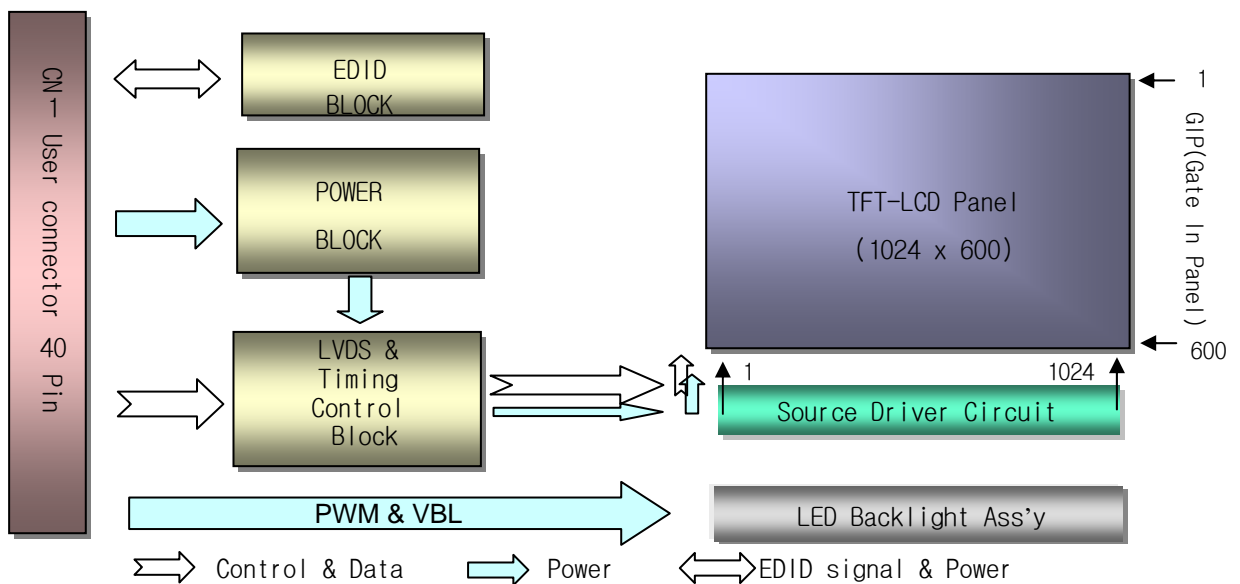 CN1- User connector 40 Pin
EDID
BLOCK
POWER
BLOCK
LVDS &
Timing
Control
Block
TFT-LCD Panel
(1024 x 600)
1
GIP(Gate In Panel)
600
1
1024
Source Driver Circuit
PWM & VBL
LED Backlight Ass'y
Control & Data
Power
EDID signal & Power